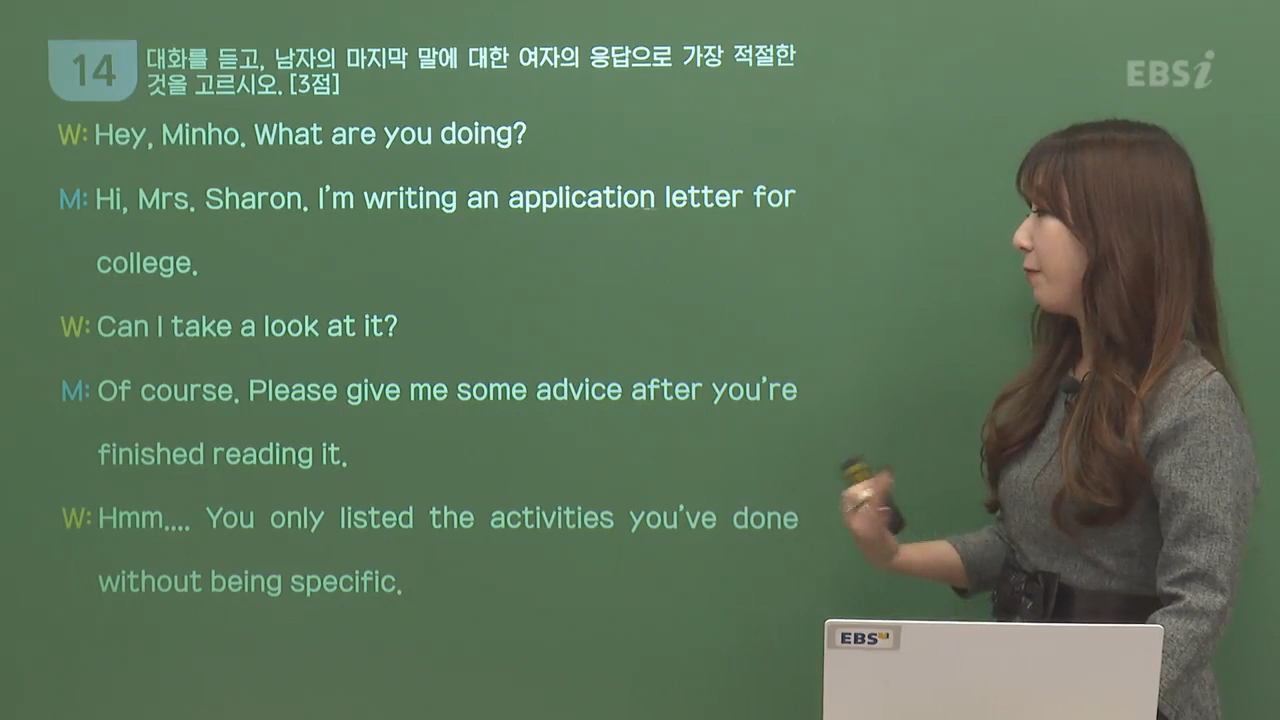 14
대화를 듣고, 남자의 마지막 말에 대한 여자의 응답으로 가장 적절한
것을 고르시오. [3점]
EBSi
W: Hey, Minho. What are you doing?
M: Hi, Mrs. Sharon. I'm writing an application letter for
college.
W: Can I take a look at it?
M: Of course. Please give me some advice after you're
finished reading it.
W: Hmm.... You only listed the activities you've done
without being specific.
EBS